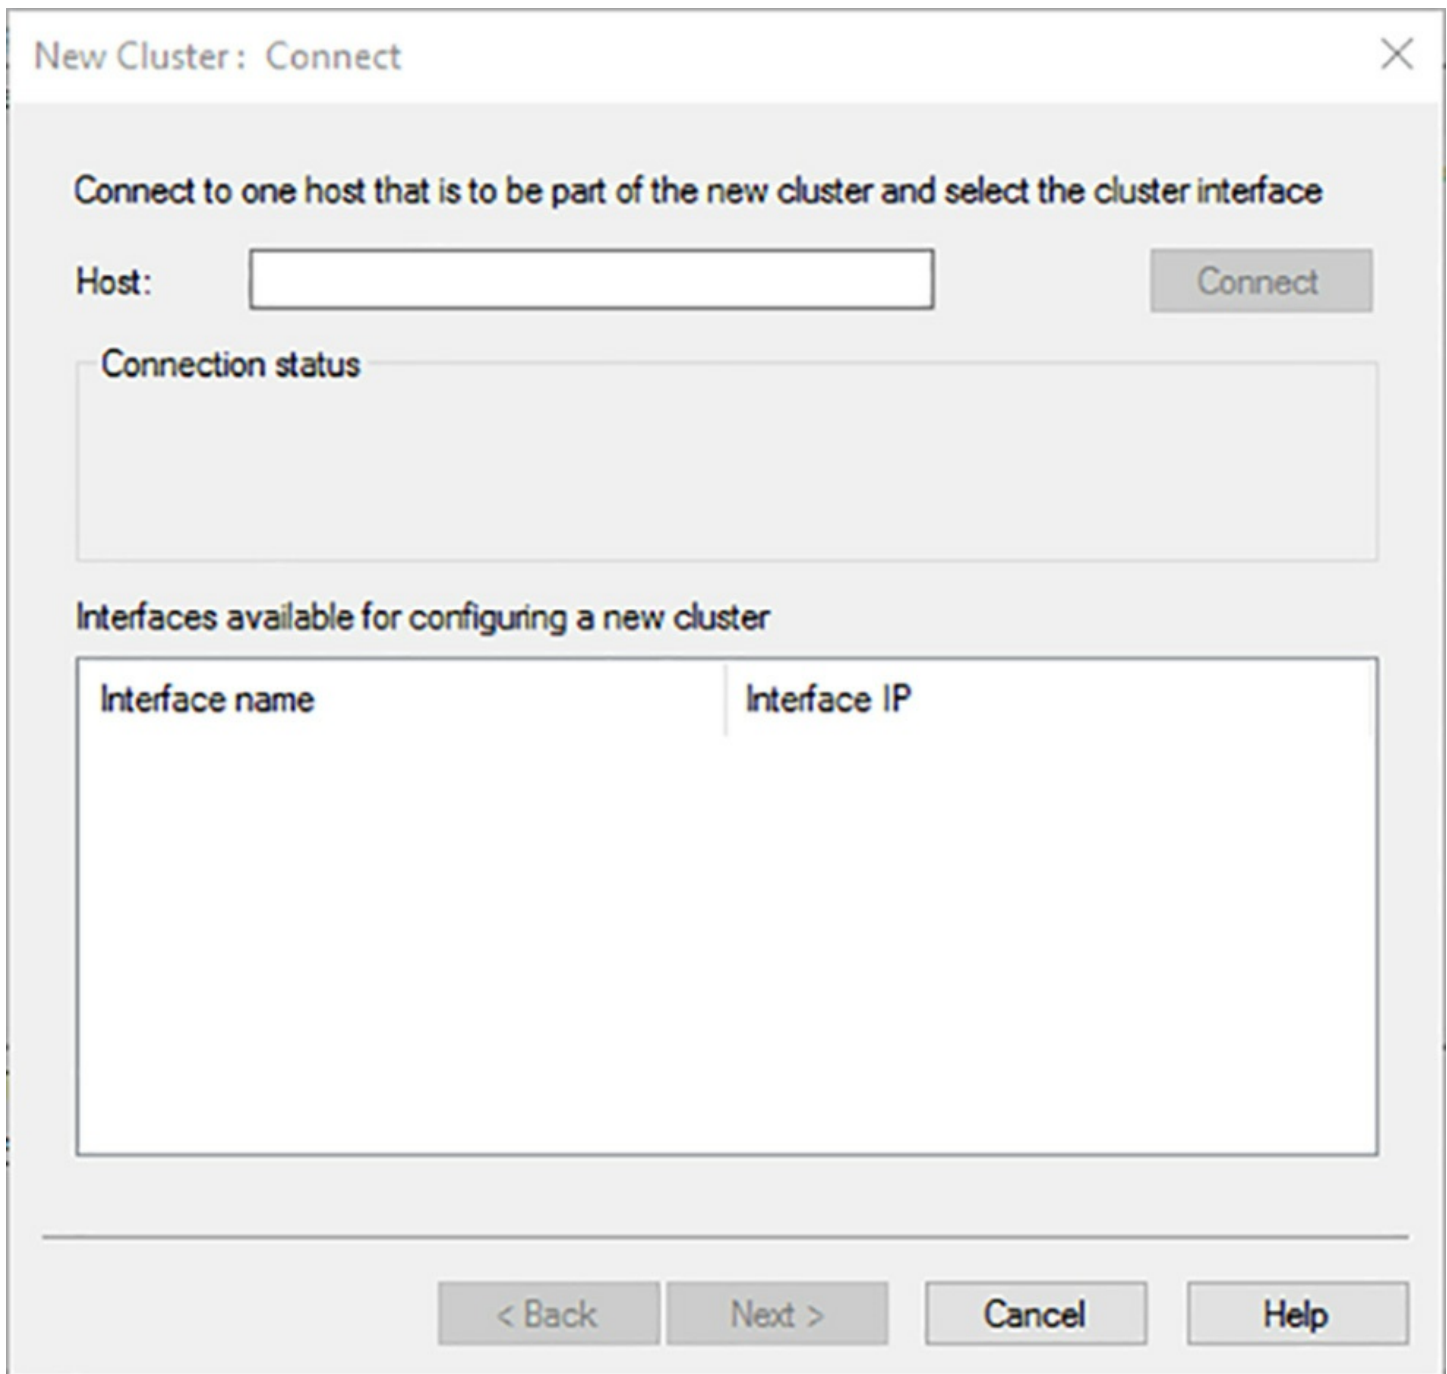 New Cluster: Connect
Connect to one host that is to be part of the new cluster and select the cluster interface
Host:
Connect
Connection status
Interfaces available for configuring a new cluster
Interface name
Interface IP
< Back
Next >
Cancel
Help